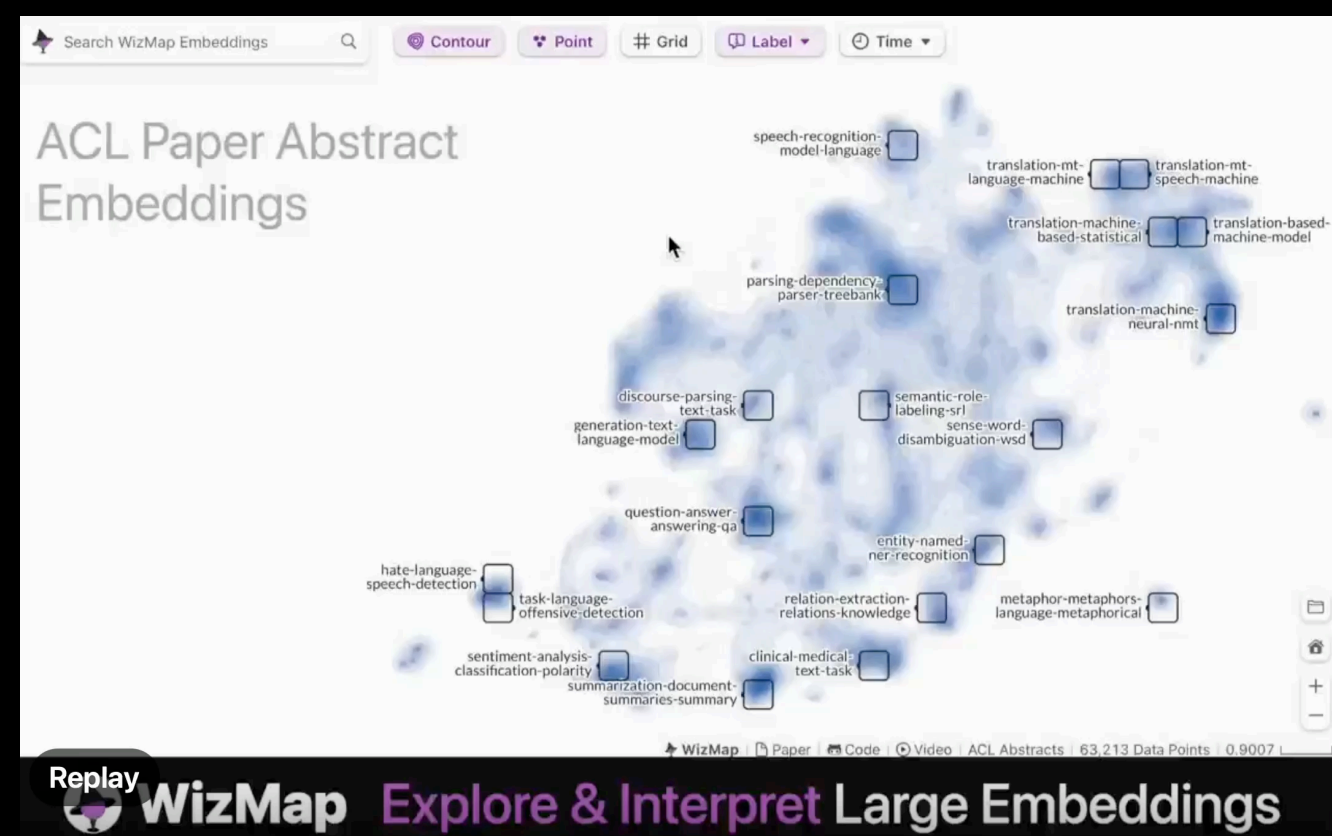 Search WizMap Embeddings
Contour
Point
Grid
Label
Time
ACL Paper Abstract
Embeddings
speech-recognition-
model-language
translation-mt-
language-machine
translation-mt-
speech-machine
translation-machine-
based-statistical
translation-based-
machine-model
parsing-dependency-
parser-treebank
translation-machine-
neural-nmt
discourse-parsing-
text-task
semantic-role-
labeling-srl
generation-text-
language-model
sense-word-
disambiguation-wsd
question-answer-
answering-qa
entity-named-
ner-recognition
hate-language-
speech-detection
task-language-
offensive-detection
relation-extraction-
relations-knowledge
metaphor-metaphors-
language-metaphorical
sentiment-analysis-
classification-polarity
clinical-medical-
text-task
summarization-document-
summaries-summary
WizMap Paper Code Video ACL Abstracts 63,213 Data Points 0.9007
Replay
WizMap Explore & Interpret Large Embeddings